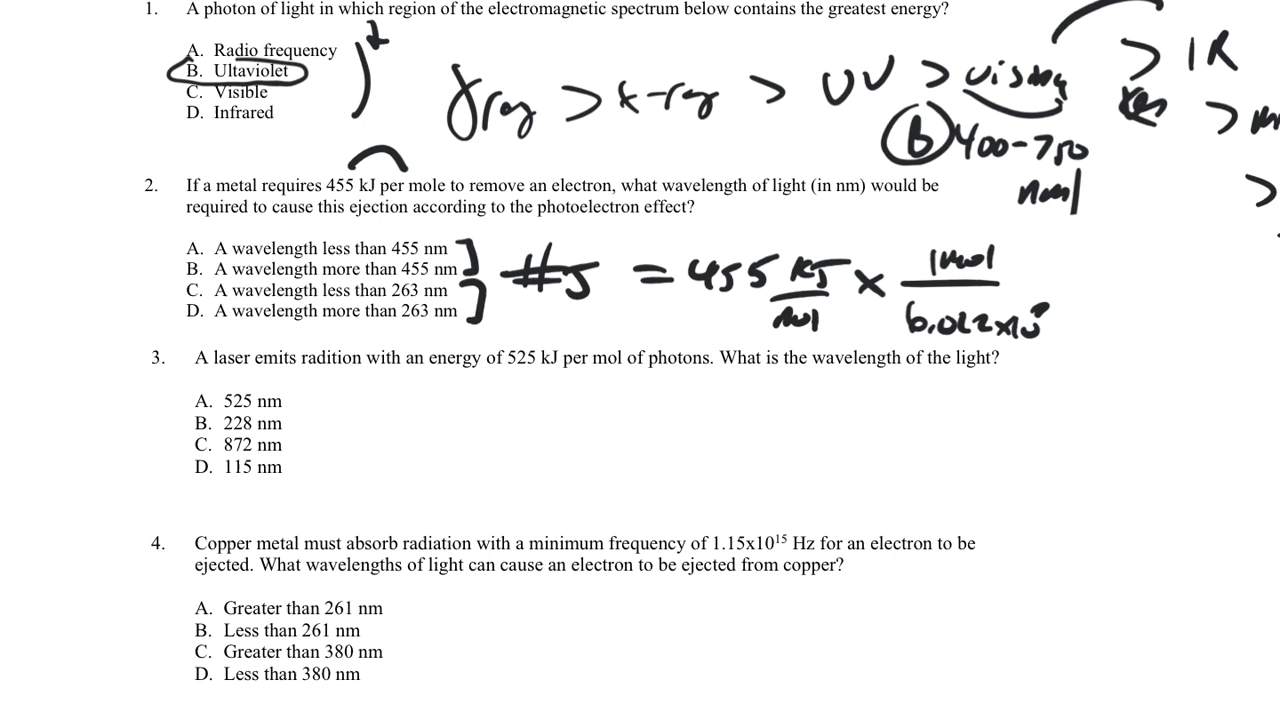 1. A photon of light in which region of the electromagnetic spectrum below contains the greatest energy?
A. Radio frequency
B. Ultaviolet
C. Visible
D. Infrared
γ ray > x-ray > UV > > IR
400-750
2. If a metal requires 455 kJ per mole to remove an electron, what wavelength of light (in nm) would be
required to cause this ejection according to the photoelectron effect?
A. A wavelength less than 455 nm
B. A wavelength more than 455 nm
C. A wavelength less than 263 nm
D. A wavelength more than 263 nm
#J = 455 KJ/mol x 1 mol
3. A laser emits radition with an energy of 525 kJ per mol of photons. What is the wavelength of the light?
A. 525 nm
B. 228 nm
C. 872 nm
D. 115 nm
4. Copper metal must absorb radiation with a minimum frequency of 1.15x10¹⁵ Hz for an electron to be
ejected. What wavelengths of light can cause an electron to be ejected from copper?
A. Greater than 261 nm
B. Less than 261 nm
C. Greater than 380 nm
D. Less than 380 nm